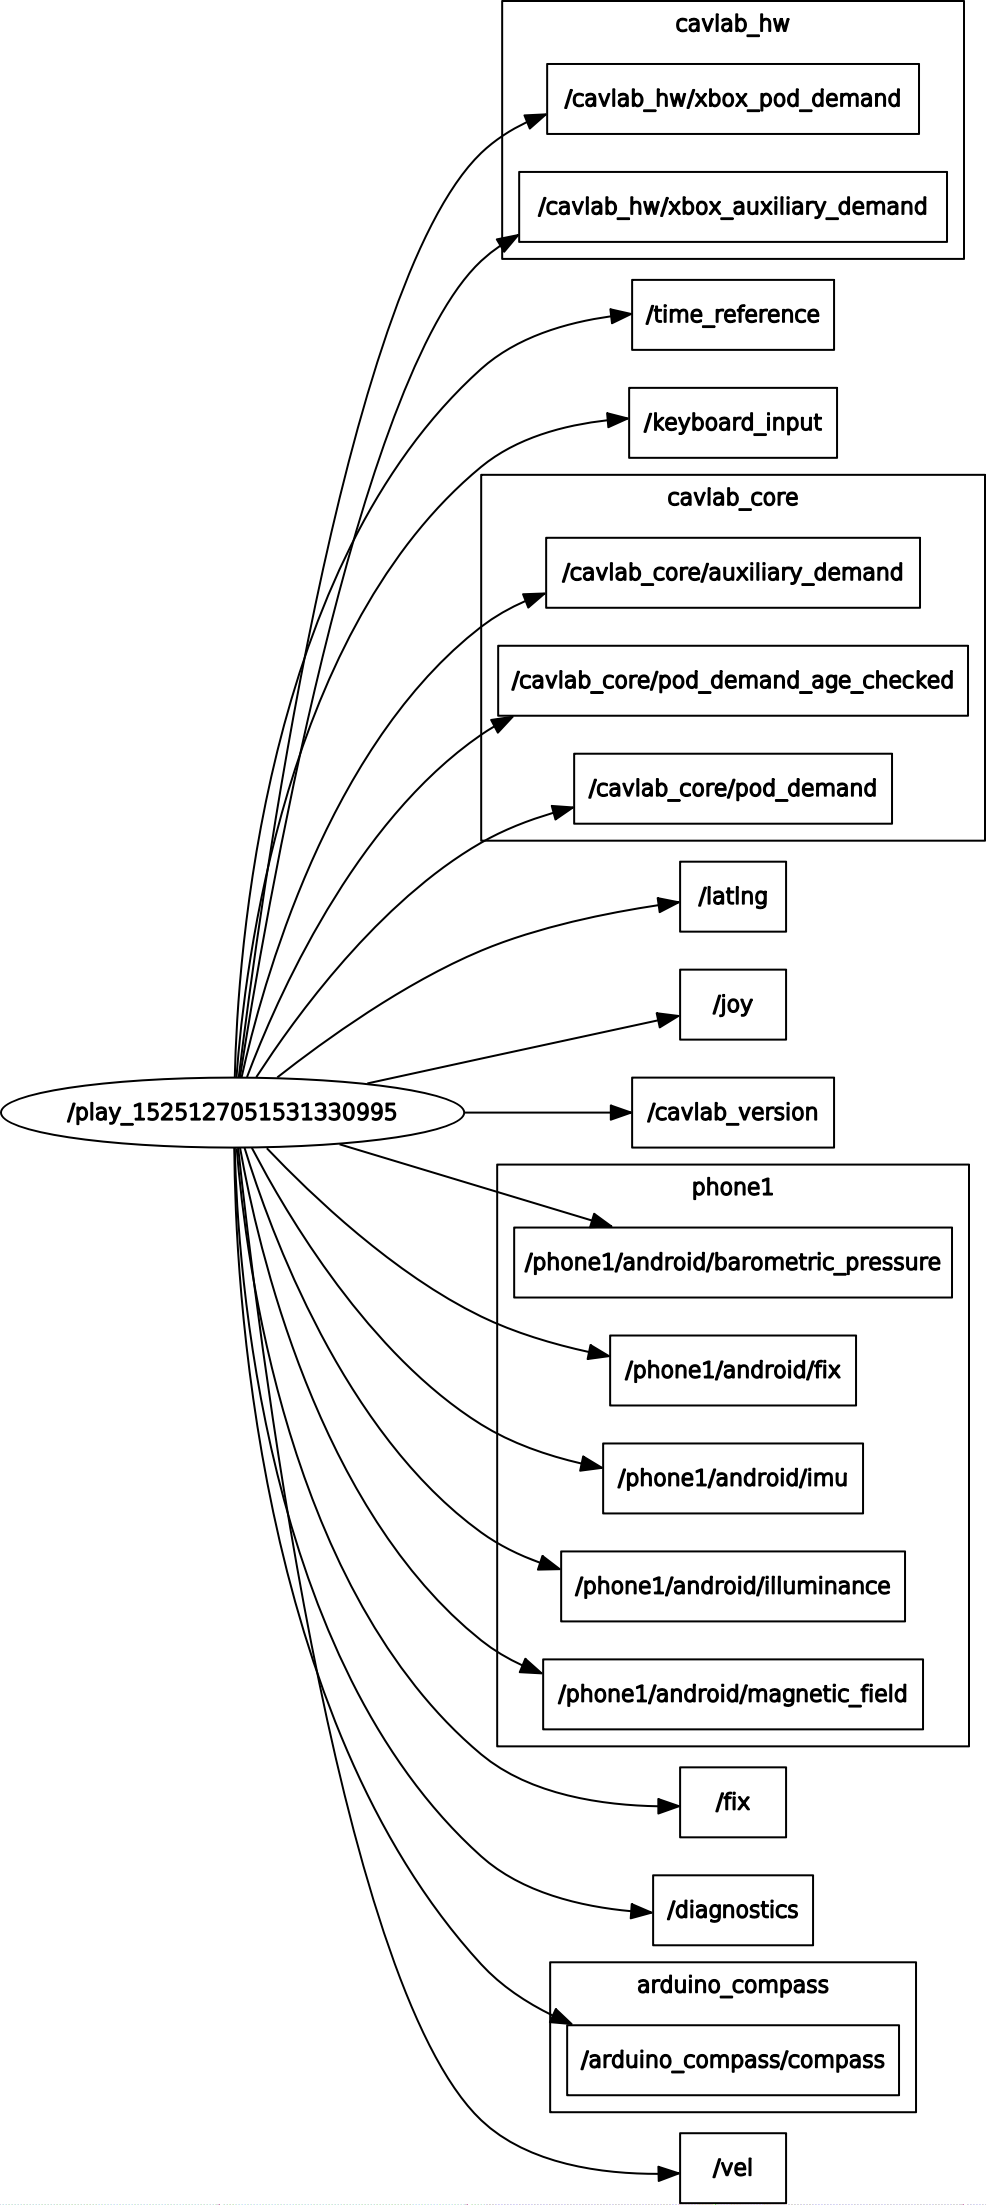 cavlab_hw
/cavlab_hw/xbox_pod_demand
/cavlab_hw/xbox_auxiliary_demand
/time_reference
/keyboard_input
cavlab_core
/cavlab_core/auxiliary_demand
/cavlab_core/pod_demand_age_checked
/cavlab_core/pod_demand
/latlng
/joy
/play_1525127051531330995
/cavlab_version
phone1
/phone1/android/barometric_pressure
/phone1/android/fix
/phone1/android/imu
/phone1/android/illuminance
/phone1/android/magnetic_field
/fix
/diagnostics
arduino_compass
/arduino_compass/compass
/vel